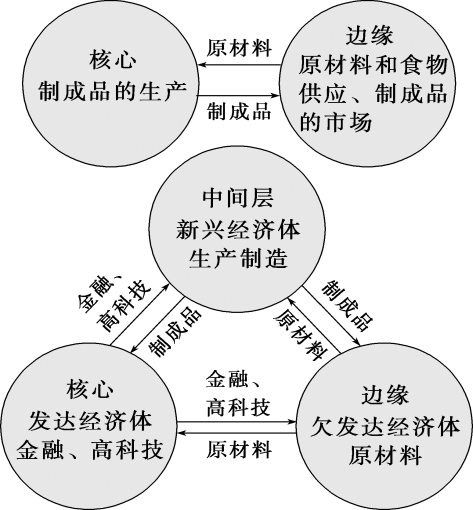 核心
制成品的生产
原材料
制成品
边缘
原材料和食物
供应、制成品
的市场
中间层
新兴经济体
生产制造
金融、
高科技
制成品
制成品
原材料
核心
发达经济体
金融、高科技
金融、
高科技
原材料
边缘
欠发达经济体
原材料